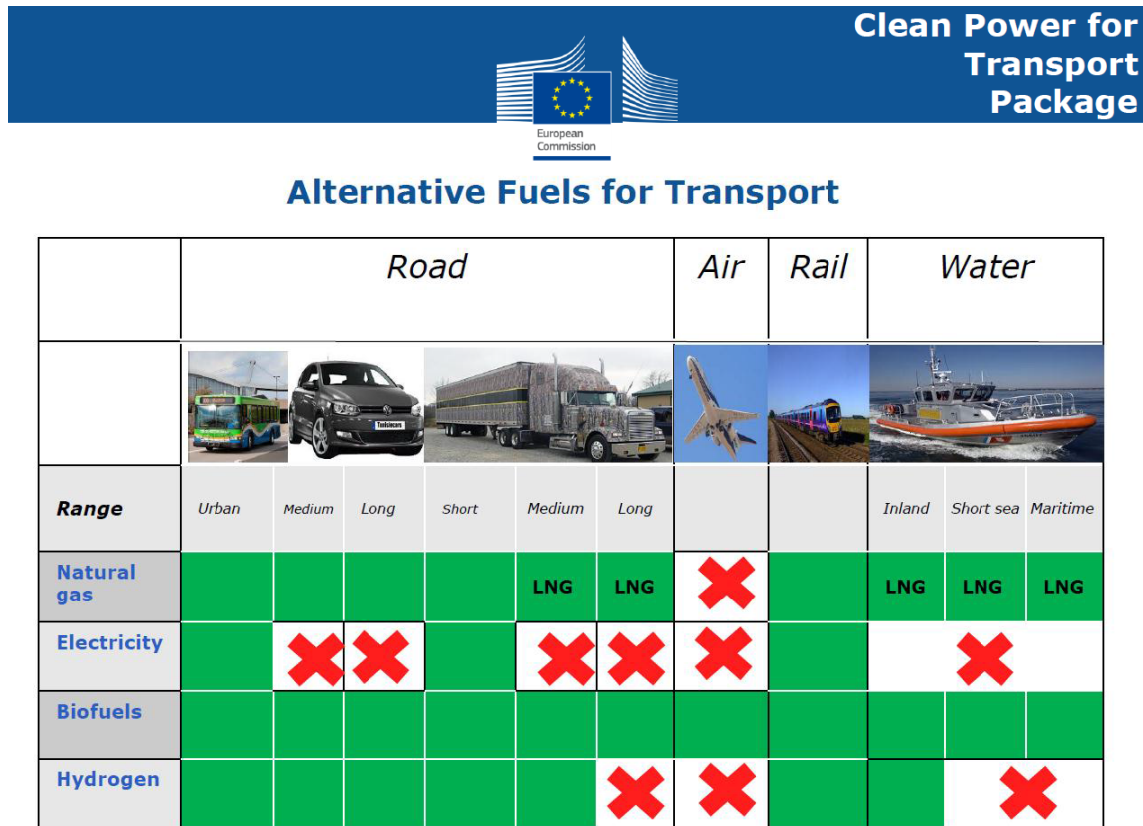 Clean Power for
Transport
Package
European
Commission
Alternative Fuels for Transport
Road Air Rail Water
Range Urban Medium Long Short Medium Long Inland Short sea Maritime
Natural
gas
LNG LNG LNG LNG LNG
Electricity
Biofuels
Hydrogen